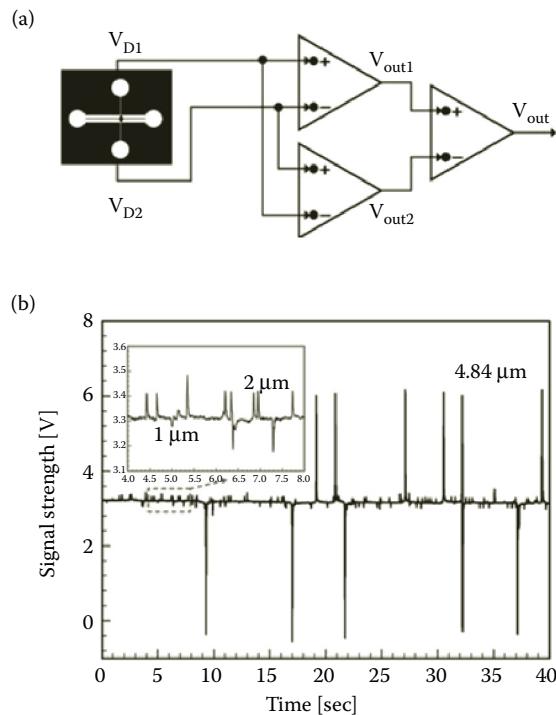 (a)
V_D1
V_out1
V_out
V_D2
V_out2
+
−
+
−
+
−
(b)
8
6
4
2
0
Signal strength [V]
3.6
3.5
3.4
3.3
3.2
3.1
4.0 4.5 5.0 5.5 6.0 6.5 7.0 7.5 8.0
1 μm
2 μm
4.84 μm
0 5 10 15 20 25 30 35 40
Time [sec]